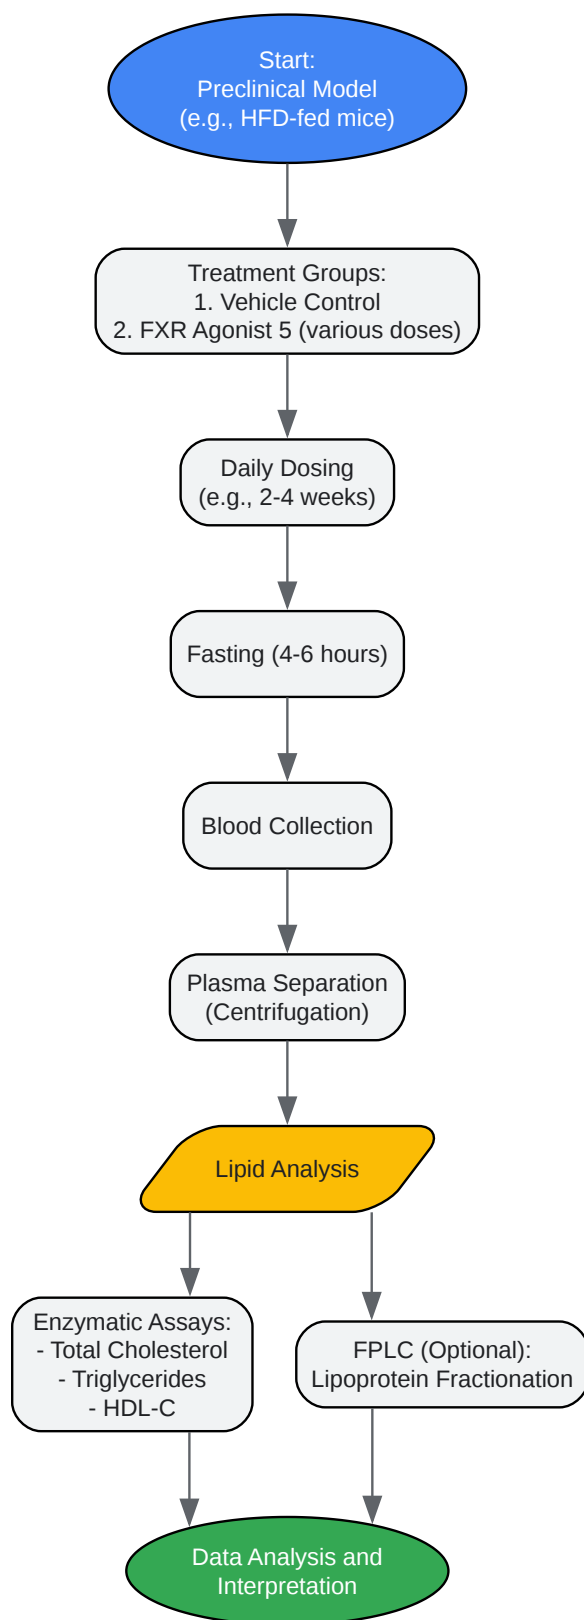 Start:
Preclinical Model
(e.g., HFD-fed mice)
Treatment Groups:
1. Vehicle Control
2. FXR Agonist 5 (various doses)
Daily Dosing
(e.g., 2-4 weeks)
Fasting (4-6 hours)
Blood Collection
Plasma Separation
(Centrifugation)
Lipid Analysis
Enzymatic Assays:
- Total Cholesterol
- Triglycerides
- HDL-C
FPLC (Optional):
Lipoprotein Fractionation
Data Analysis and
Interpretation